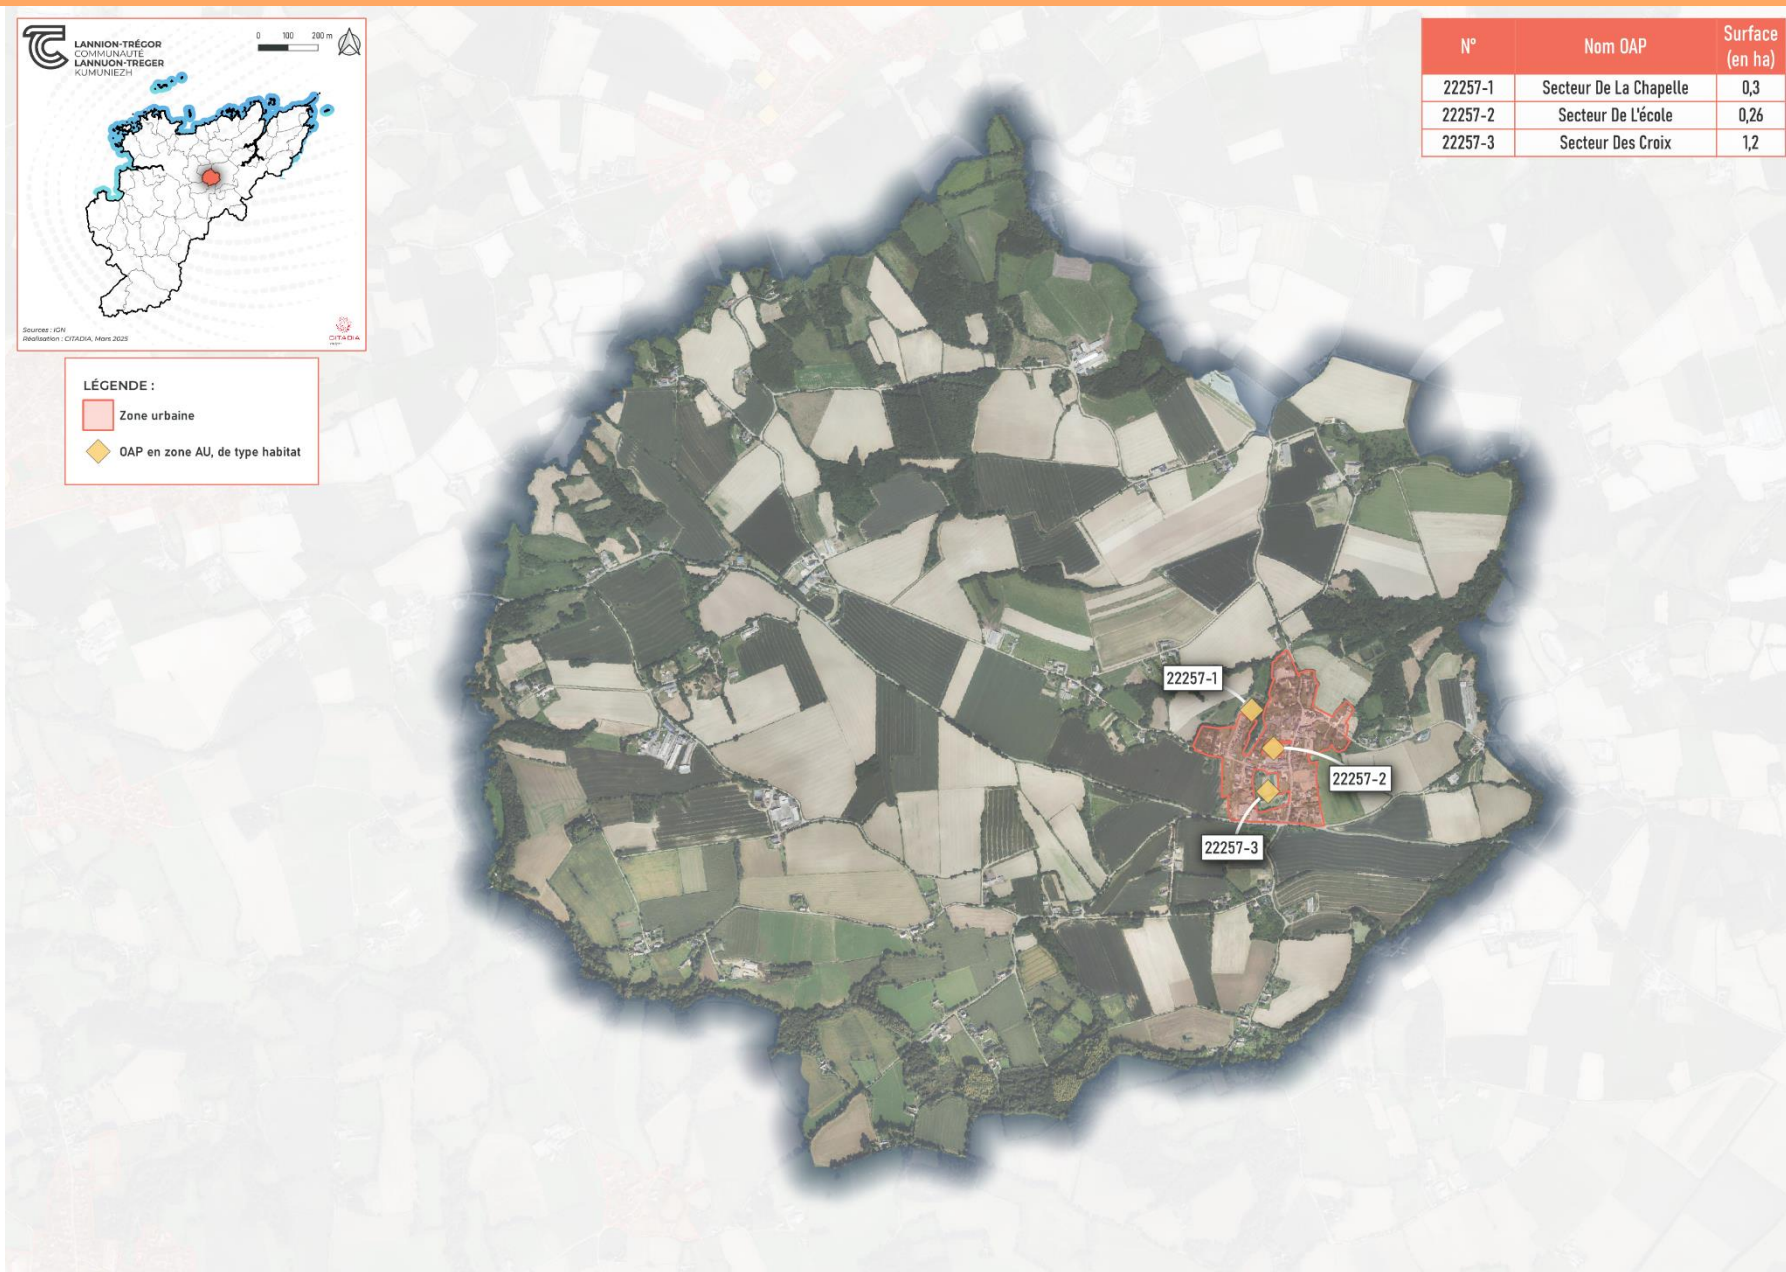 LANNION-TRÉGOR
COMMUNAUTÉ
LANNUON-TREGER
KUMUNIEZH
0 100 200 m
Sources : IGN
Réalisation : CITADIA, Mars 2025
CITADIA
LÉGENDE :
Zone urbaine
OAP en zone AU, de type habitat
N° Nom OAP Surface (en ha)
22257-1 Secteur De La Chapelle 0,3
22257-2 Secteur De L'école 0,26
22257-3 Secteur Des Croix 1,2
22257-1
22257-2
22257-3